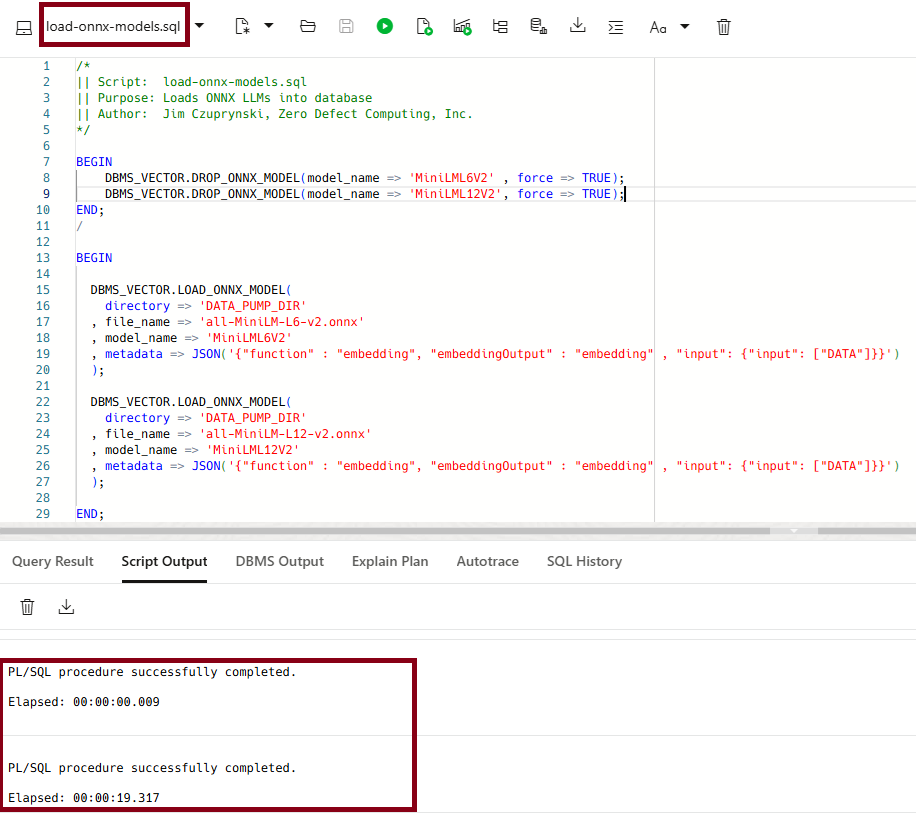 load-onnx-models.sql
Aa
1 /*
2 || Script:  load-onnx-models.sql
3 || Purpose: Loads ONNX LLMs into database
4 || Author:  Jim Czuprynski, Zero Defect Computing, Inc.
5 */
6
7 BEGIN
8     DBMS_VECTOR.DROP_ONNX_MODEL(model_name => 'MiniLML6V2' , force => TRUE);
9     DBMS_VECTOR.DROP_ONNX_MODEL(model_name => 'MiniLML12V2', force => TRUE);
10 END;
11 /
12
13 BEGIN
14
15   DBMS_VECTOR.LOAD_ONNX_MODEL(
16     directory => 'DATA_PUMP_DIR'
17   , file_name => 'all-MiniLM-L6-v2.onnx'
18   , model_name => 'MiniLML6V2'
19   , metadata => JSON('{"function" : "embedding", "embeddingOutput" : "embedding" , "input": {"input": ["DATA"]}}')
20   );
21
22   DBMS_VECTOR.LOAD_ONNX_MODEL(
23     directory => 'DATA_PUMP_DIR'
24   , file_name => 'all-MiniLM-L12-v2.onnx'
25   , model_name => 'MiniLML12V2'
26   , metadata => JSON('{"function" : "embedding", "embeddingOutput" : "embedding" , "input": {"input": ["DATA"]}}')
27   );
28
29 END;
Query Result Script Output DBMS Output Explain Plan Autotrace SQL History
PL/SQL procedure successfully completed.
Elapsed: 00:00:00.009
PL/SQL procedure successfully completed.
Elapsed: 00:00:19.317